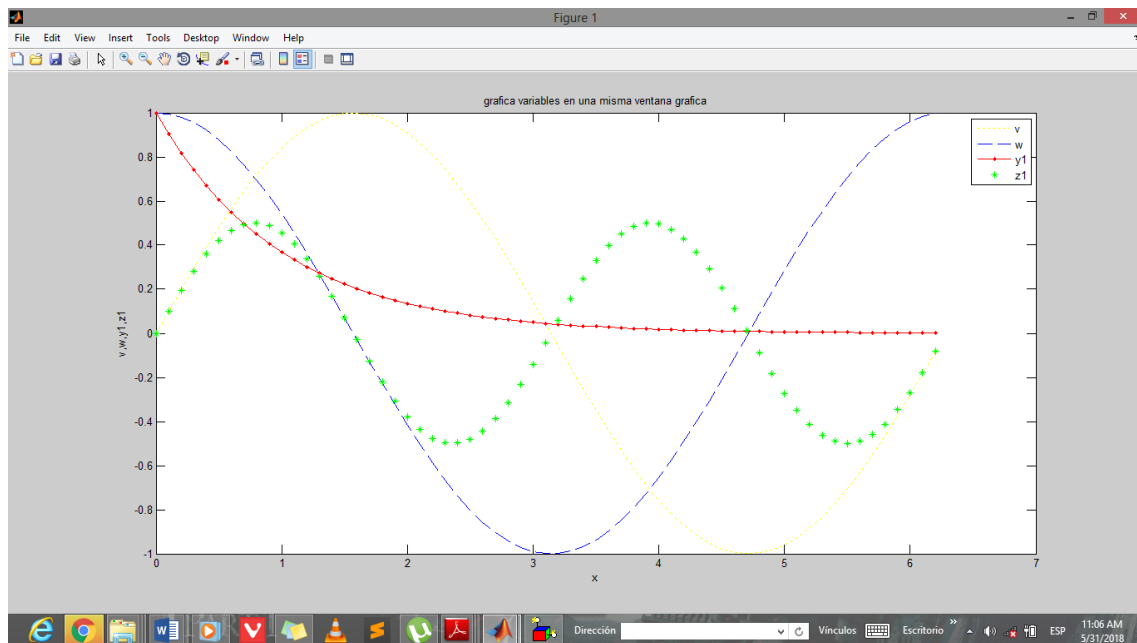 Figure 1
File Edit View Insert Tools Desktop Window Help
grafica variables en una misma ventana grafica
1
0.8
0.6
0.4
0.2
0
-0.2
-0.4
-0.6
-0.8
-1
v,w,y1,z1
v
w
y1
z1
0 1 2 3 4 5 6 7
x
Dirección Vínculos Escritorio ESP 11:06 AM
5/31/2018